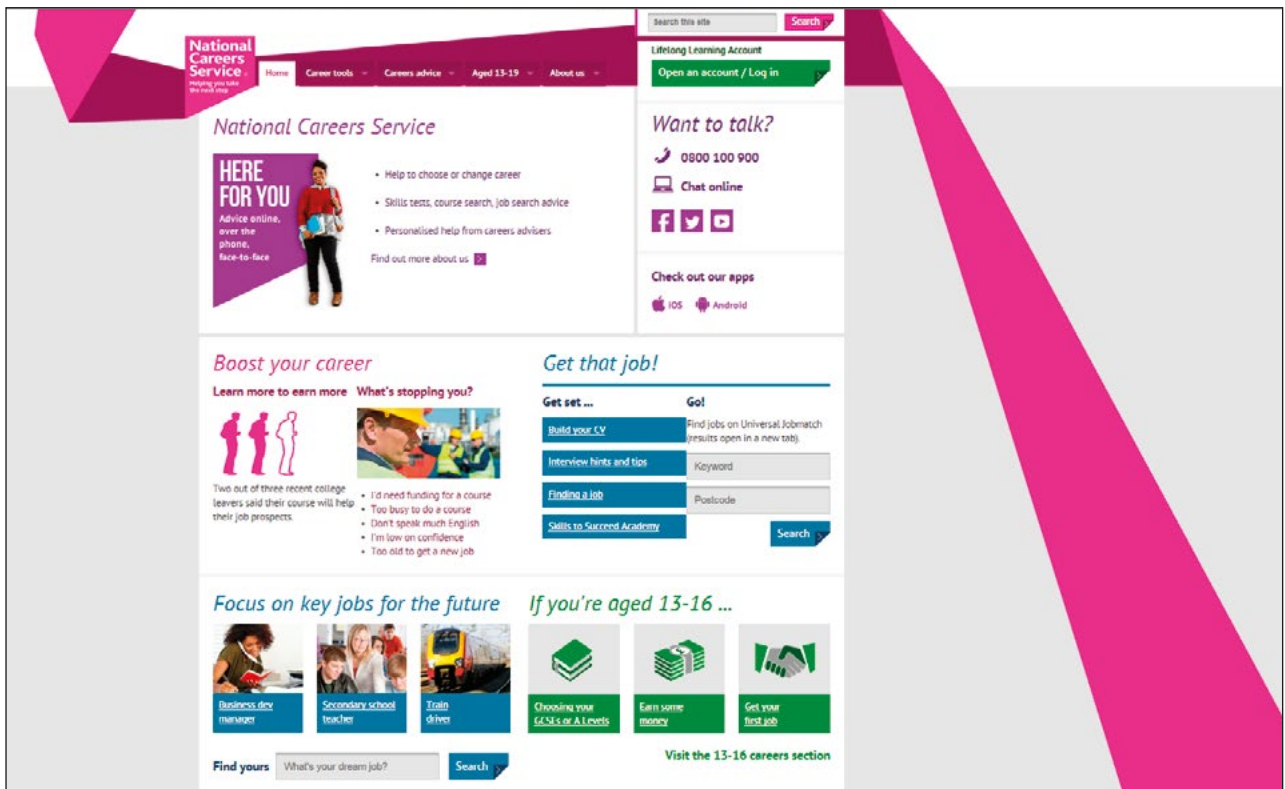 Search this site
Search
National
Careers
Service
Helping you take
the next step
Home
Career tools
Careers advice
Aged 13-19
About us
Lifelong Learning Account
Open an account / Log in
National Careers Service
HERE
FOR YOU
Advice online,
over the
phone,
face-to-face
• Help to choose or change career
• Skills tests, course search, job search advice
• Personalised help from careers advisers
Find out more about us
Want to talk?
0800 100 900
Chat online
Check out our apps
iOS
Android
Boost your career
Learn more to earn more
Two out of three recent college
leavers said their course will help
their job prospects.
What's stopping you?
• I'd need funding for a course
• Too busy to do a course
• Don't speak much English
• I'm low on confidence
• Too old to get a new job
Get that job!
Get set ...
Build your CV
Interview hints and tips
Finding a job
Skills to Succeed Academy
Go!
Find jobs on Universal Jobmatch
(results open in a new tab).
Keyword
Postcode
Search
Focus on key jobs for the future
Business dev
manager
Secondary school
teacher
Train
driver
Find yours
What's your dream job?
Search
If you're aged 13-16 ...
Choosing your
GCSEs or A Levels
Earn some
money
Get your
first job
Visit the 13-16 careers section